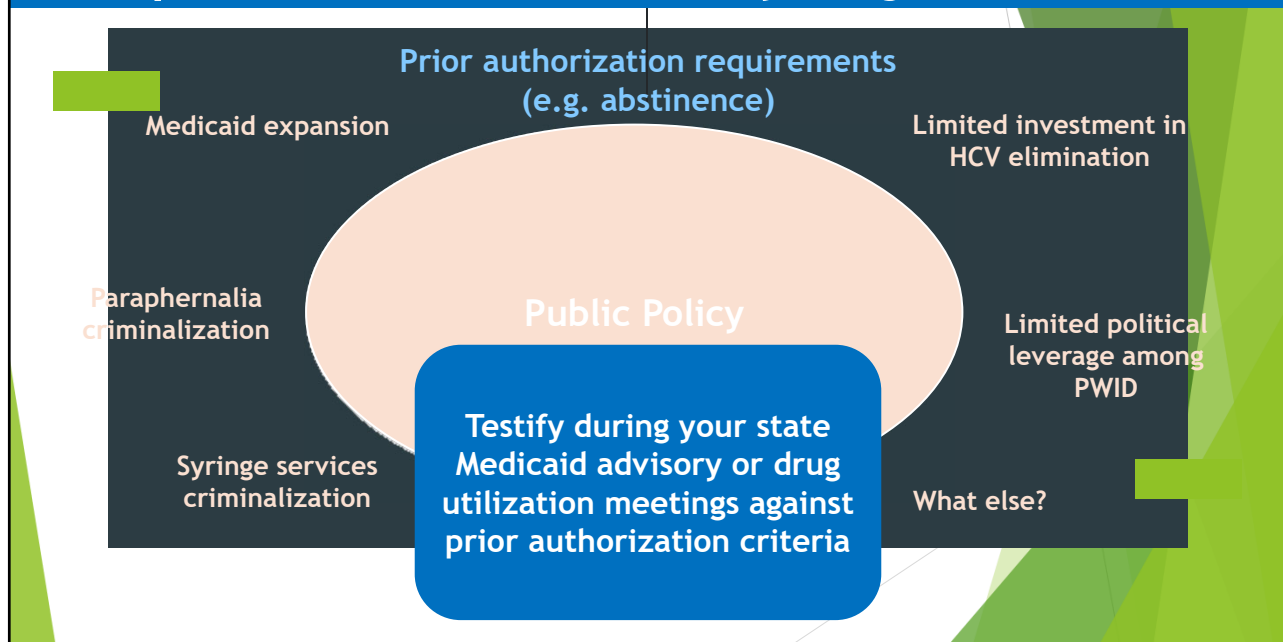 Prior authorization requirements
(e.g. abstinence)
Medicaid expansion
Limited investment in
HCV elimination
Paraphernalia
criminalization
Public Policy
Limited political
leverage among
PWID
Syringe services
criminalization
Testify during your state
Medicaid advisory or drug
utilization meetings against
prior authorization criteria
What else?